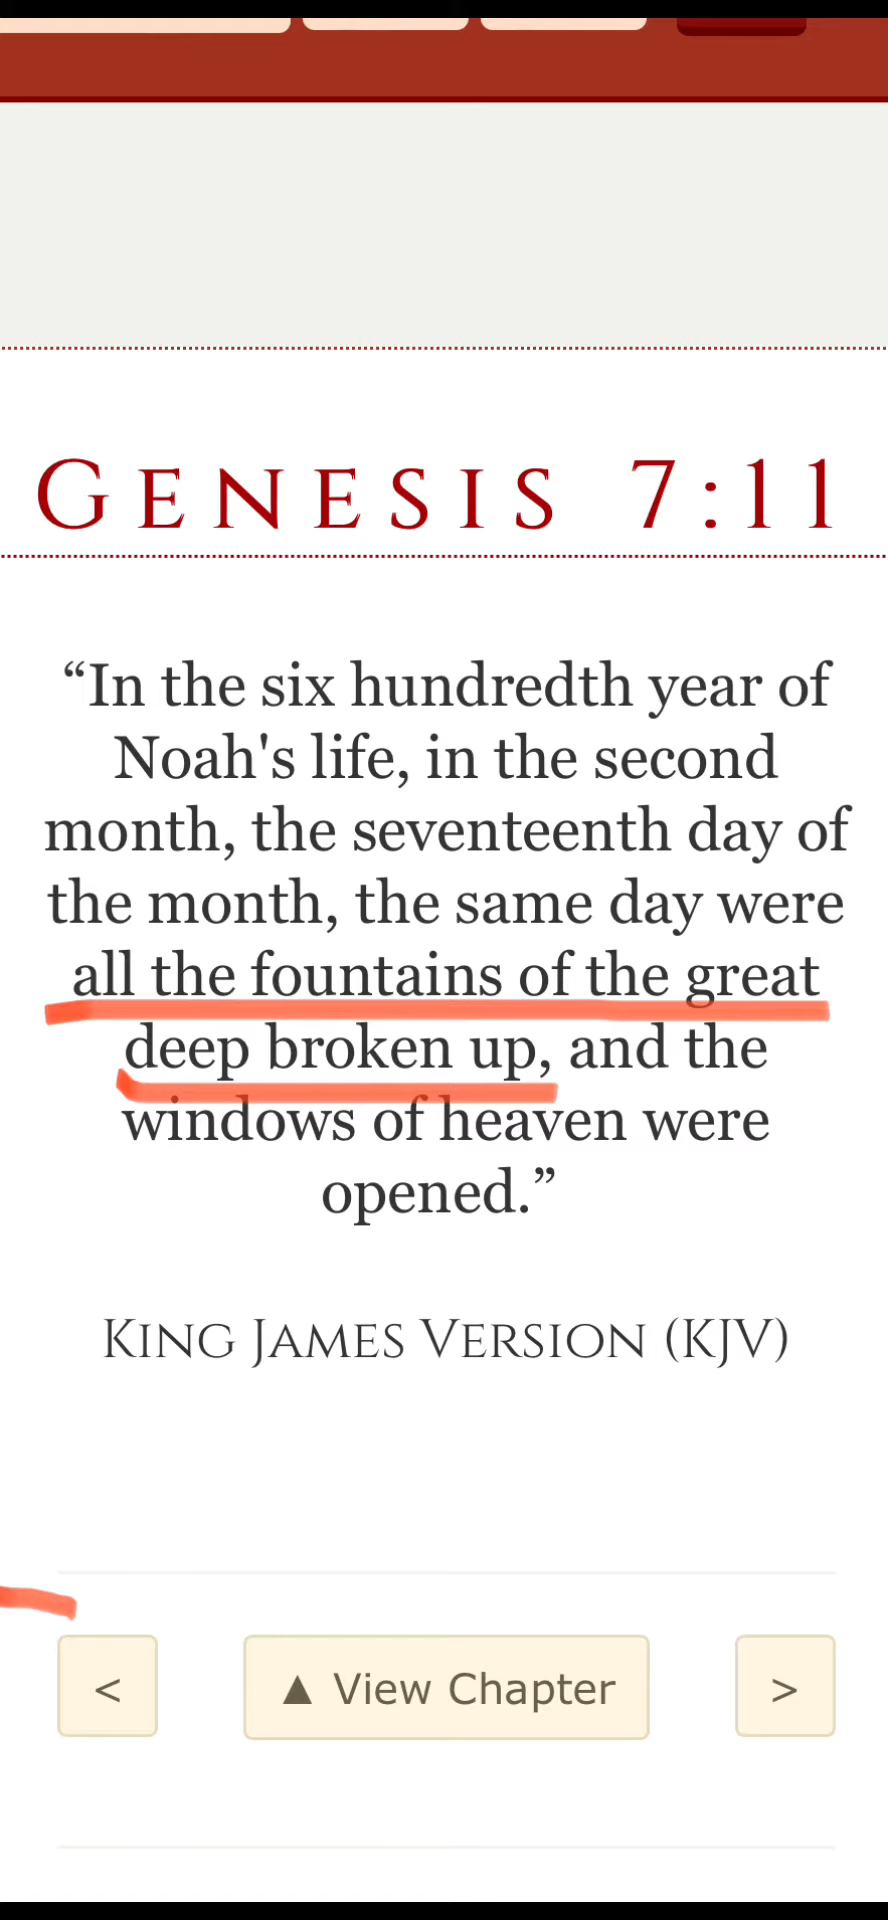 Genesis 7:11
“In the six hundredth year of
Noah's life, in the second
month, the seventeenth day of
the month, the same day were
all the fountains of the great
deep broken up, and the
windows of heaven were
opened.”
King James Version (KJV)
<
▲ View Chapter
>